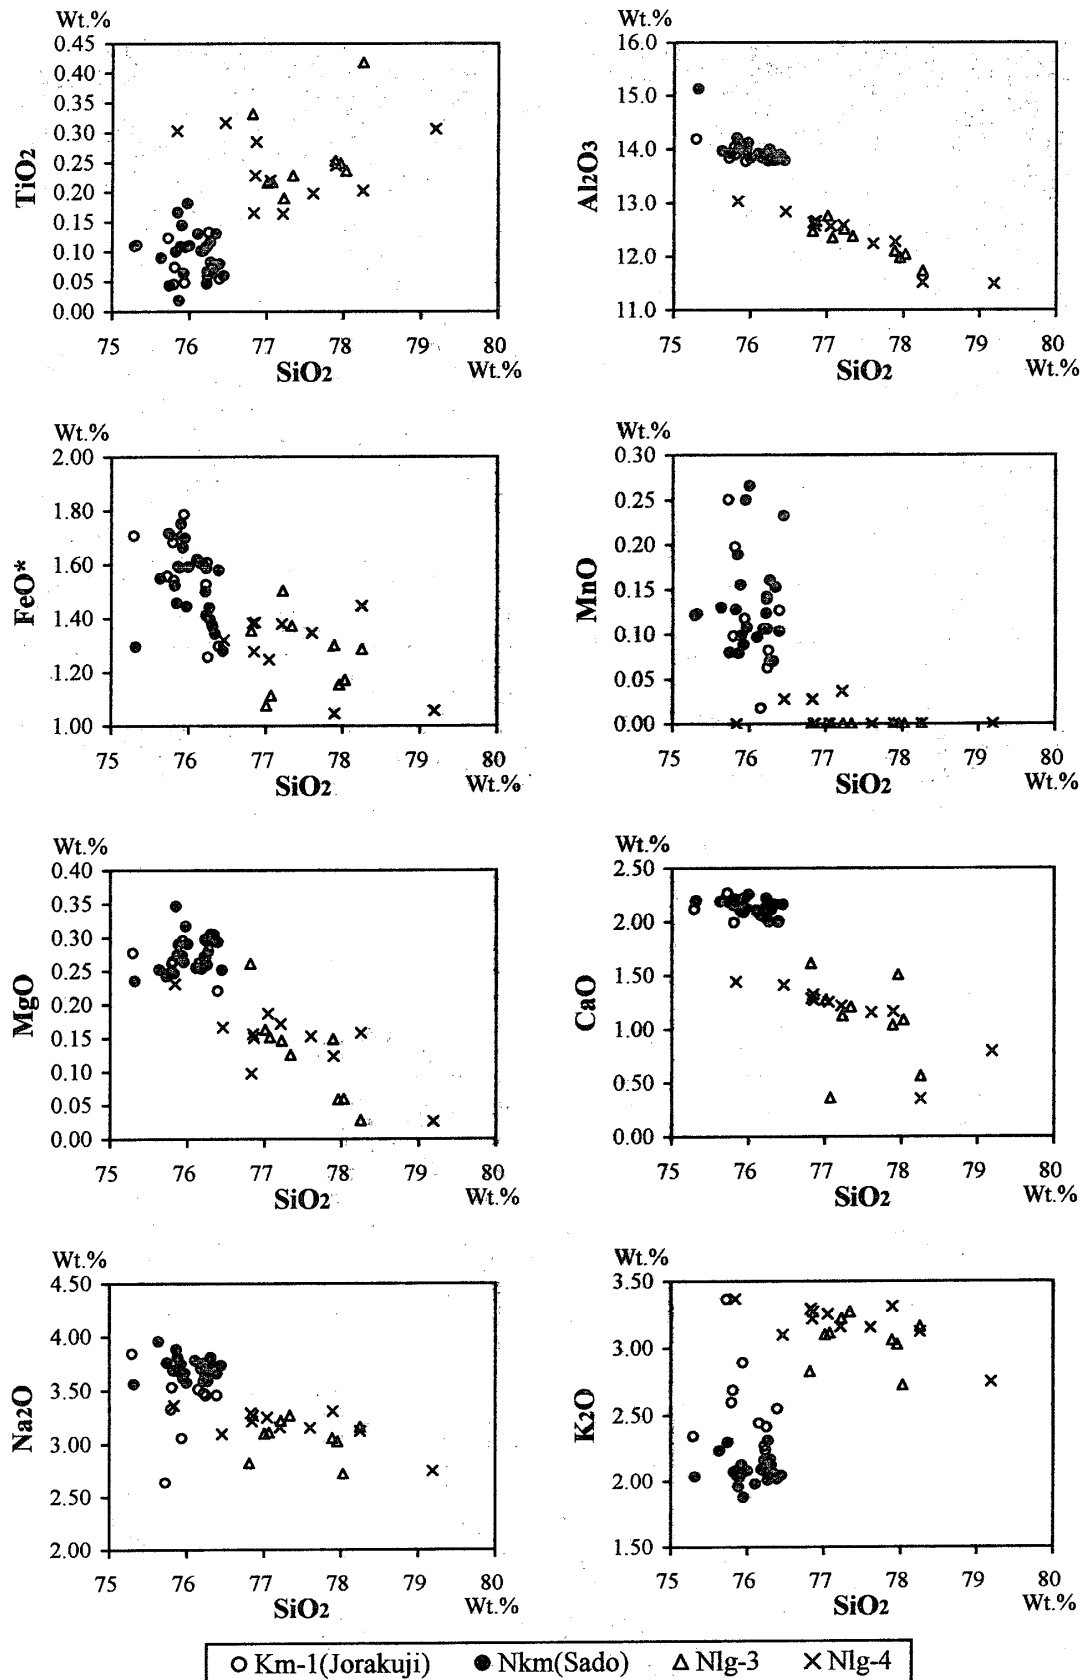 Wt.%
0.45
0.40
0.35
0.30
0.25
0.20
0.15
0.10
0.05
0.00
TiO2
75 76 77 78 79 80
SiO2 Wt.%
Wt.%
16.0
15.0
14.0
13.0
12.0
11.0
Al2O3
75 76 77 78 79 80
SiO2 Wt.%
Wt.%
2.00
1.80
1.60
1.40
1.20
1.00
FeO*
75 76 77 78 79 80
SiO2 Wt.%
Wt.%
0.30
0.25
0.20
0.15
0.10
0.05
0.00
MnO
75 76 77 78 79 80
SiO2 Wt.%
Wt.%
0.40
0.35
0.30
0.25
0.20
0.15
0.10
0.05
0.00
MgO
75 76 77 78 79 80
SiO2 Wt.%
Wt.%
2.50
2.00
1.50
1.00
0.50
0.00
CaO
75 76 77 78 79 80
SiO2 Wt.%
Wt.%
4.50
4.00
3.50
3.00
2.50
2.00
Na2O
75 76 77 78 79 80
SiO2 Wt.%
Wt.%
3.50
3.00
2.50
2.00
1.50
K2O
75 76 77 78 79 80
SiO2 Wt.%
Km-1(Jorakuji) Nkm(Sado) Nlg-3 Nlg-4